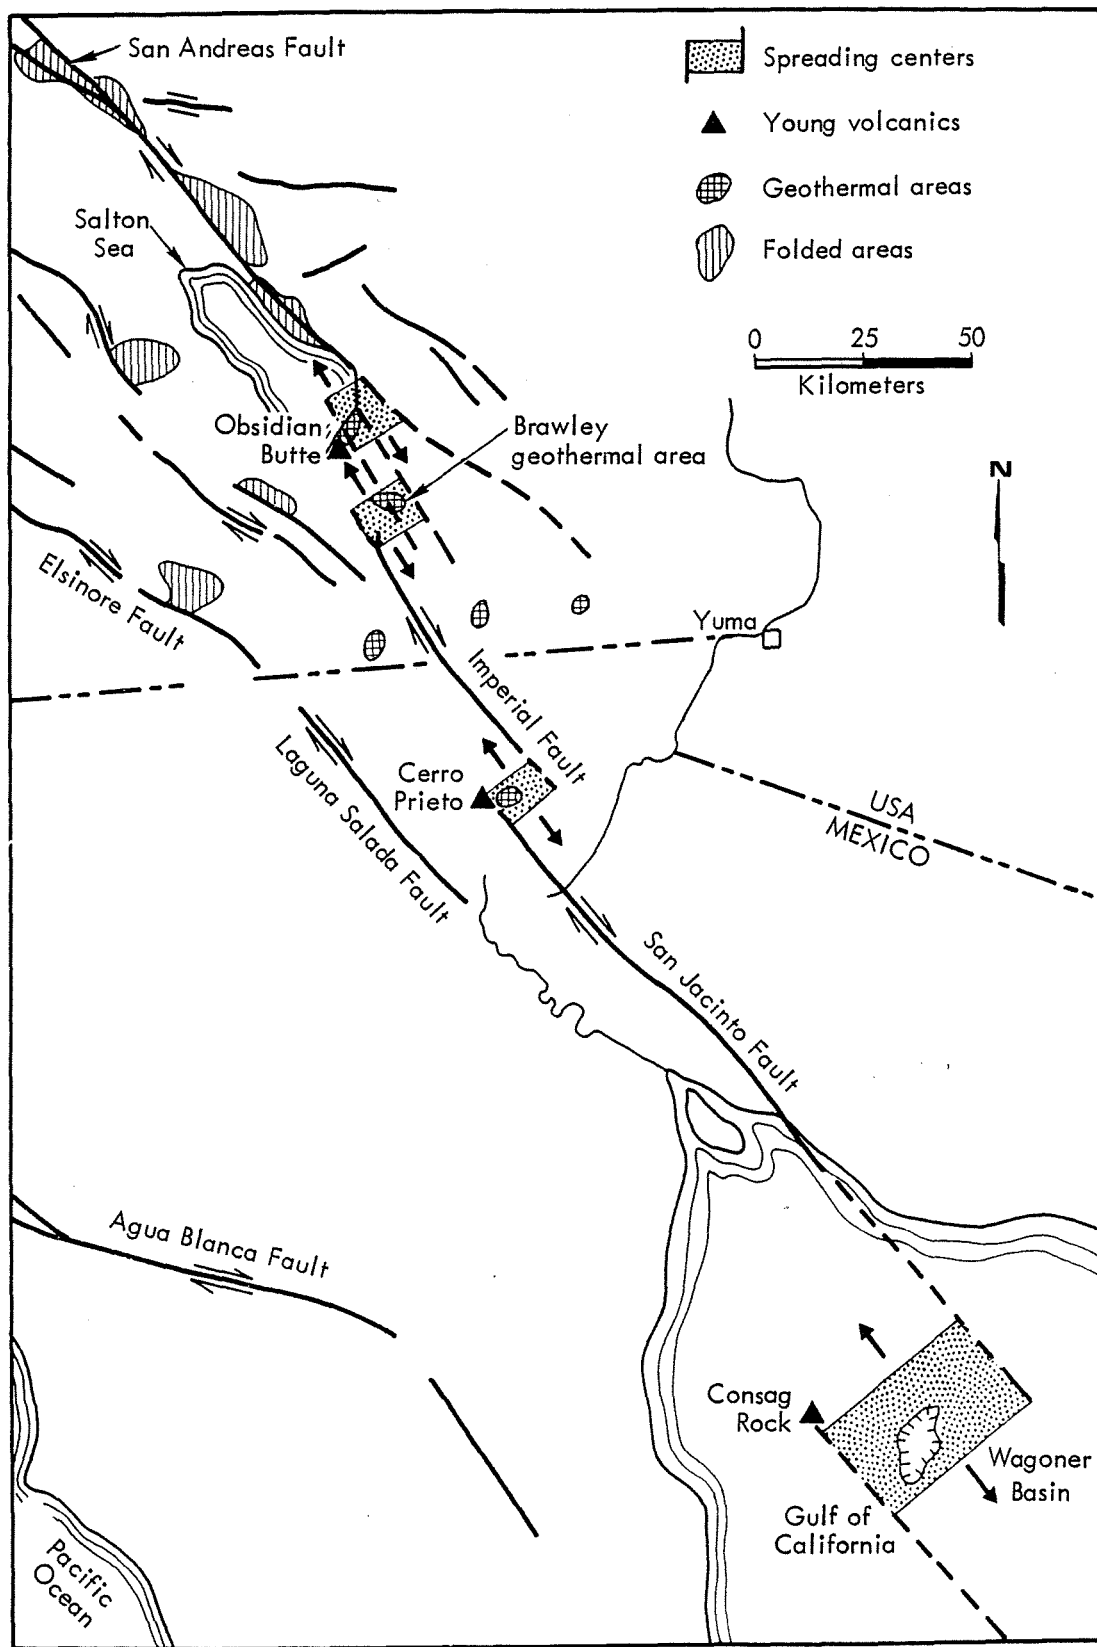 San Andreas Fault
Spreading centers
Young volcanics
Geothermal areas
Folded areas
0 25 50
Kilometers
Salton
Sea
Obsidian
Butte
Brawley
geothermal area
N
Elsinore Fault
Yuma
Imperial Fault
Laguna Salada Fault
Cerro
Prieto
USA
MEXICO
San Jacinto Fault
Agua Blanca Fault
Consag
Rock
Wagoner
Basin
Gulf of
California
Pacific
Ocean